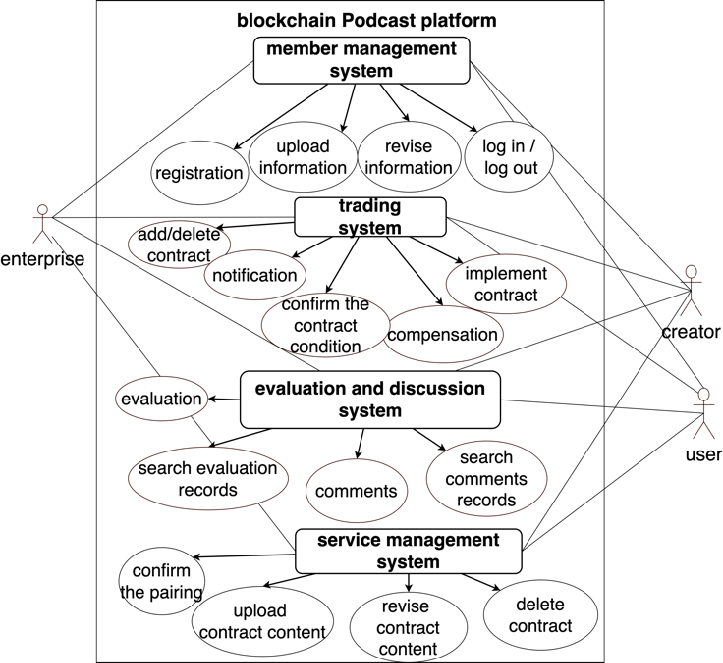 blockchain Podcast platform
member management
system
registration
upload
information
revise
information
log in /
log out
trading
system
enterprise
add/delete
contract
notification
confirm the
contract
condition
compensation
implement
contract
creator
evaluation and discussion
system
evaluation
user
search evaluation
records
comments
search
comments
records
service management
system
confirm
the pairing
upload
contract content
revise
contract
content
delete
contract